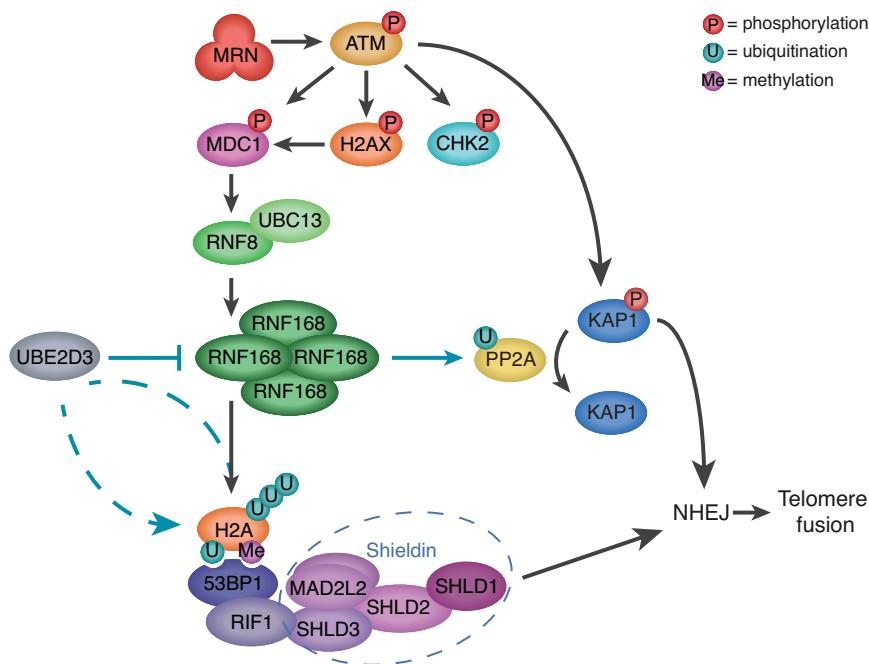 P = phosphorylation
U = ubiquitination
Me = methylation
MRN
ATM
P
MDC1
P
H2AX
P
CHK2
P
UBC13
RNF8
RNF168
RNF168 RNF168
RNF168
UBE2D3
U
PP2A
P
KAP1
KAP1
U U U
H2A
U Me
53BP1
RIF1
Shieldin
MAD2L2
SHLD3
SHLD2
SHLD1
NHEJ
Telomere
fusion